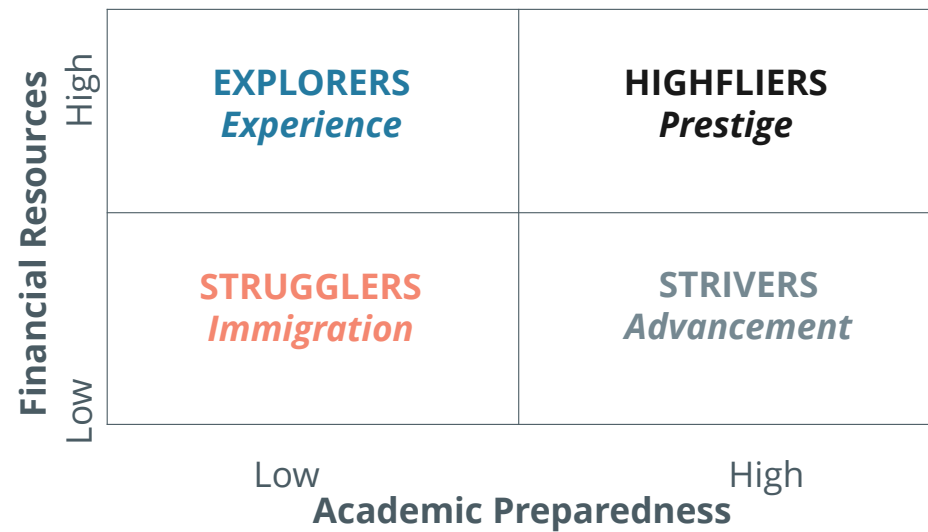 Financial Resources
High
Low
EXPLORERS
Experience
HIGHFLIERS
Prestige
STRUGGLERS
Immigration
STRIVERS
Advancement
Low
High
Academic Preparedness